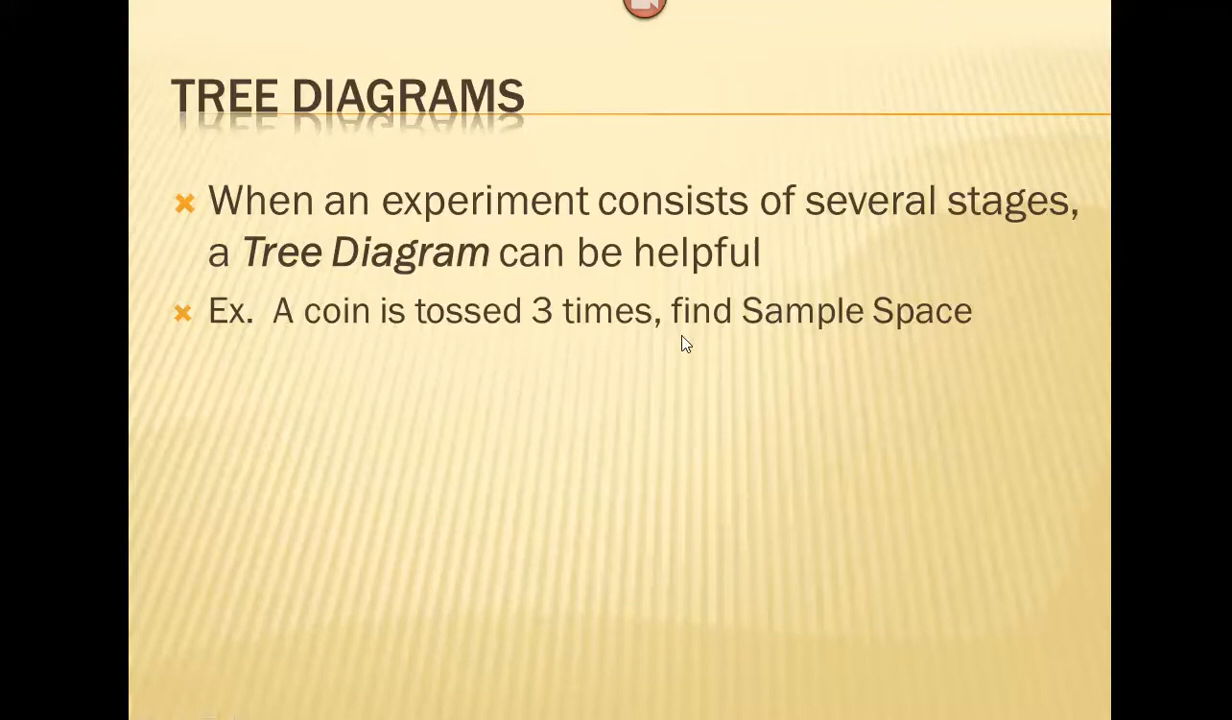 TREE DIAGRAMS
When an experiment consists of several stages,
a Tree Diagram can be helpful
Ex. A coin is tossed 3 times, find Sample Space